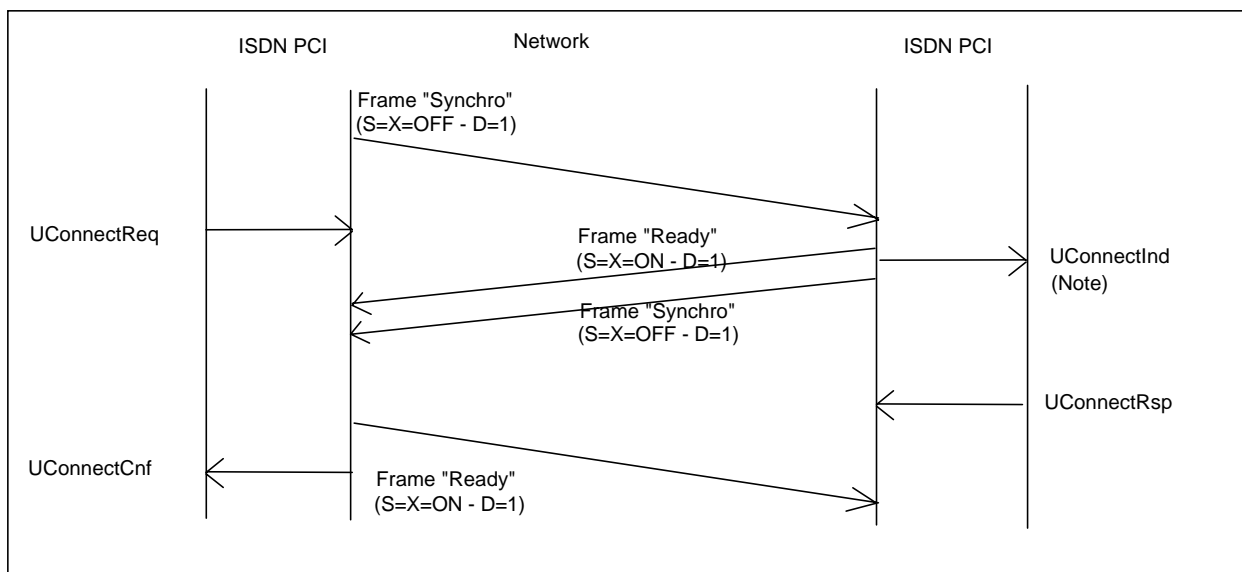 ISDN PCI
Network
ISDN PCI
Frame "Synchro"
(S=X=OFF - D=1)
UConnectReq
Frame "Ready"
(S=X=ON - D=1)
UConnectInd
(Note)
Frame "Synchro"
(S=X=OFF - D=1)
UConnectRsp
UConnectCnf
Frame "Ready"
(S=X=ON - D=1)